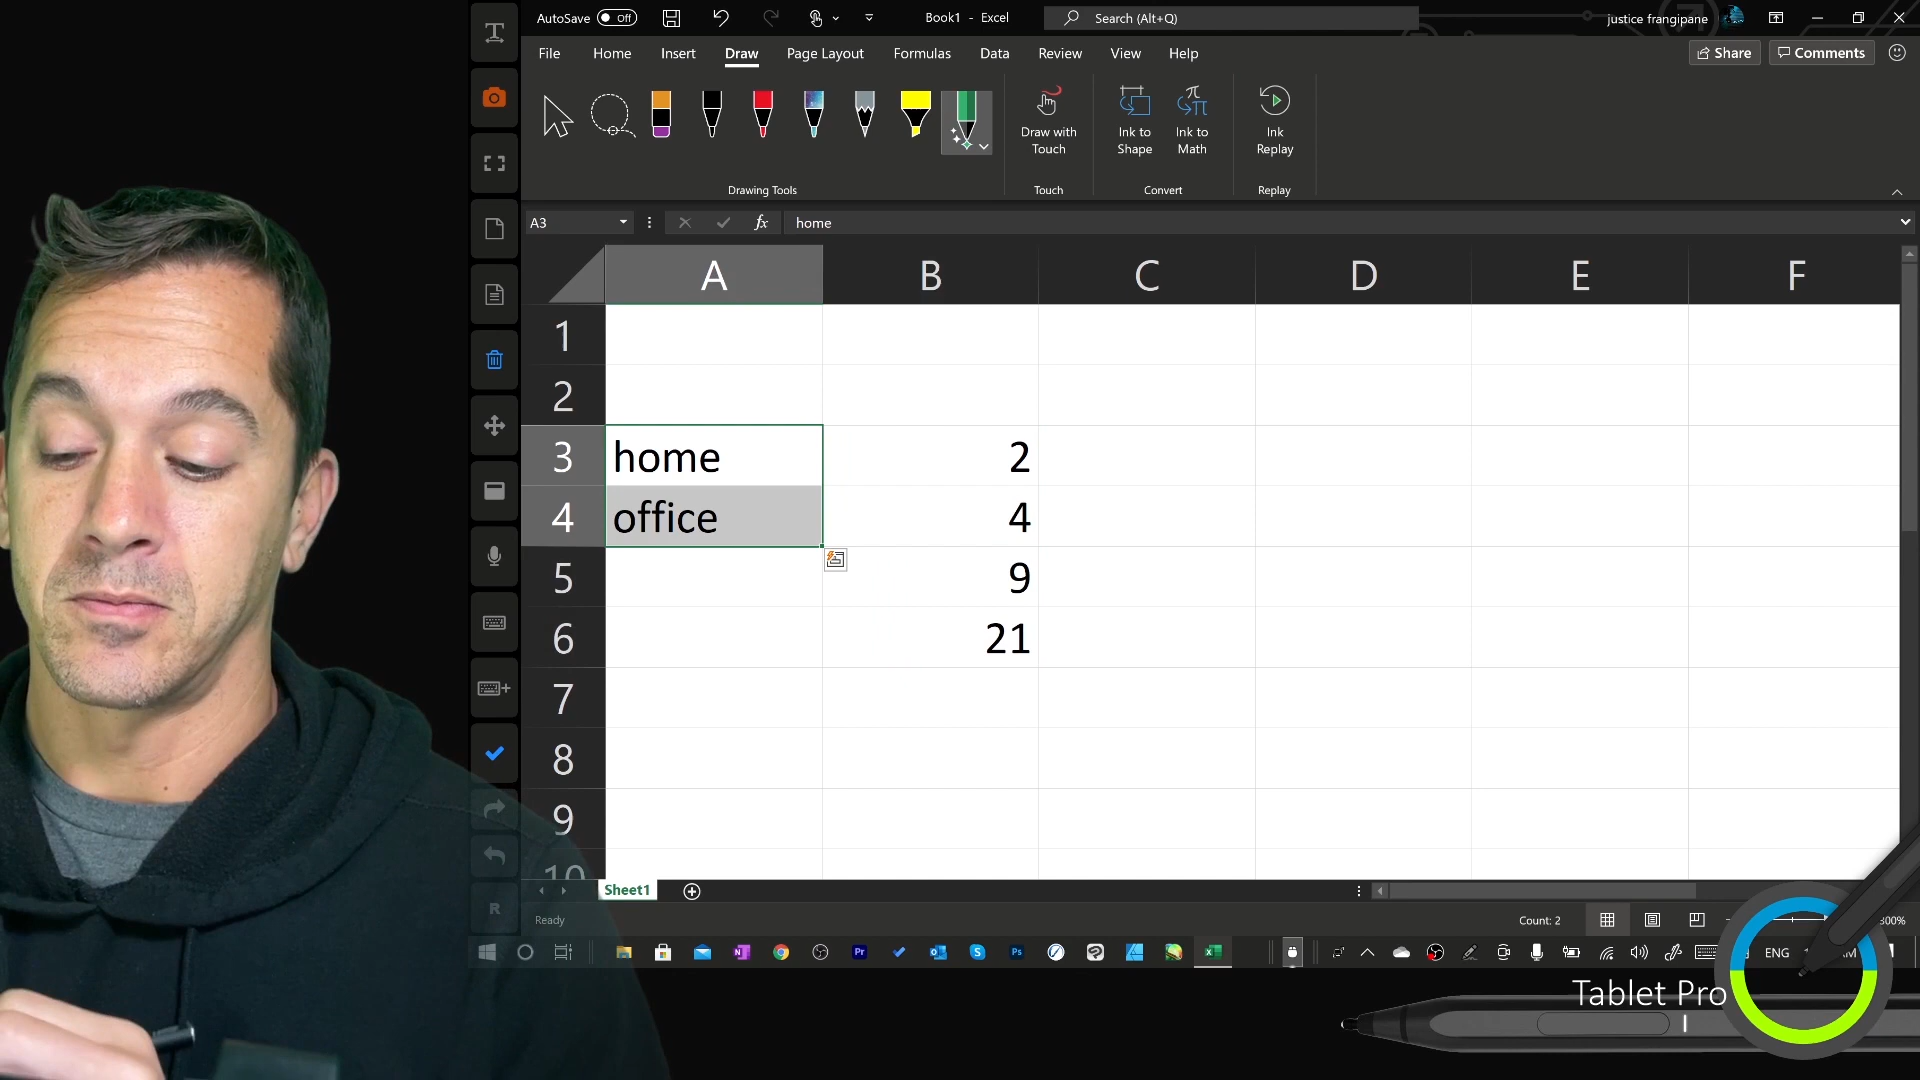 AutoSave Off Book1 - Excel Search (Alt+Q) justice frangipane
File Home Insert Draw Page Layout Formulas Data Review View Help Share Comments
Draw with Touch Ink to Shape Ink to Math Ink Replay
Drawing Tools Touch Convert Replay
A3 fx home
A B C D E F
1
2
3 home 2
4 office 4
5 9
6 21
7
8
9
10
Sheet1
R Ready Count: 2
ENG
Tablet Pro